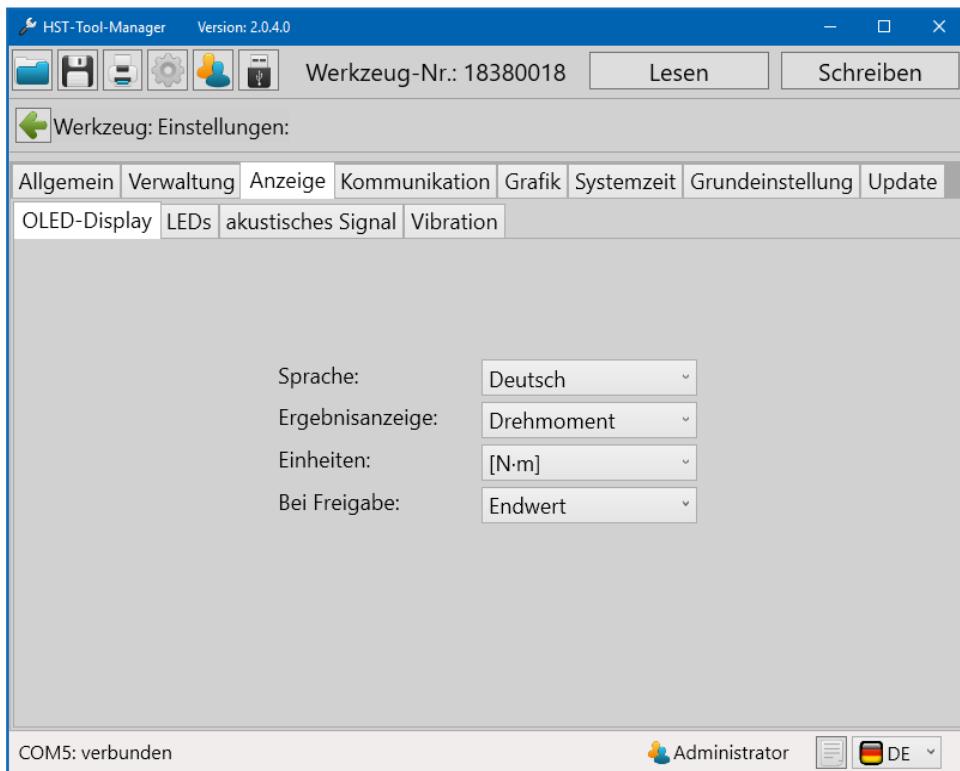 HST-Tool-Manager Version: 2.0.4.0
Werkzeug-Nr.: 18380018 Lesen Schreiben
Werkzeug: Einstellungen:
Allgemein Verwaltung Anzeige Kommunikation Grafik Systemzeit Grundeinstellung Update
OLED-Display LEDs akustisches Signal Vibration
Sprache: Deutsch
Ergebnisanzeige: Drehmoment
Einheiten: [N·m]
Bei Freigabe: Endwert
COM5: verbunden Administrator DE